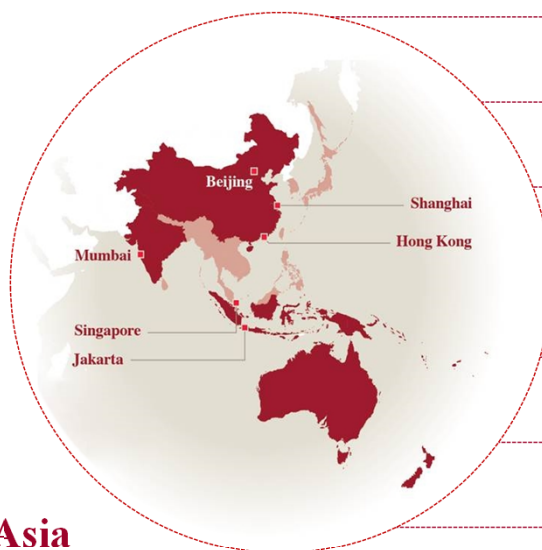 Beijing
Shanghai
Hong Kong
Mumbai
Singapore
Jakarta
Asia